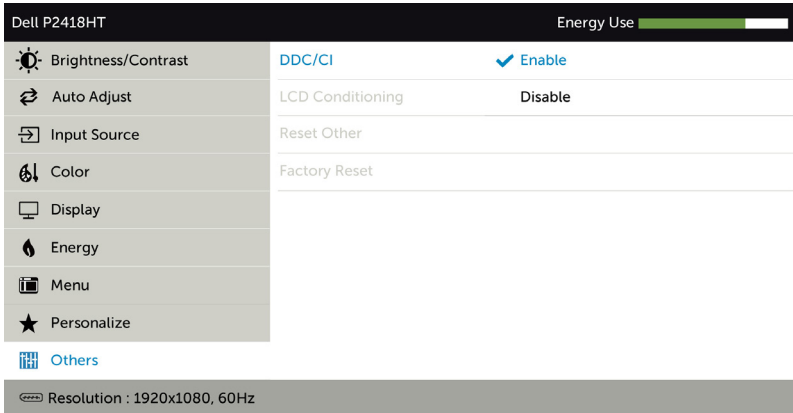 Dell P2418HT Energy Use
Brightness/Contrast DDC/CI Enable
Auto Adjust LCD Conditioning Disable
Input Source Reset Other
Color Factory Reset
Display
Energy
Menu
Personalize
Others
Resolution : 1920x1080, 60Hz